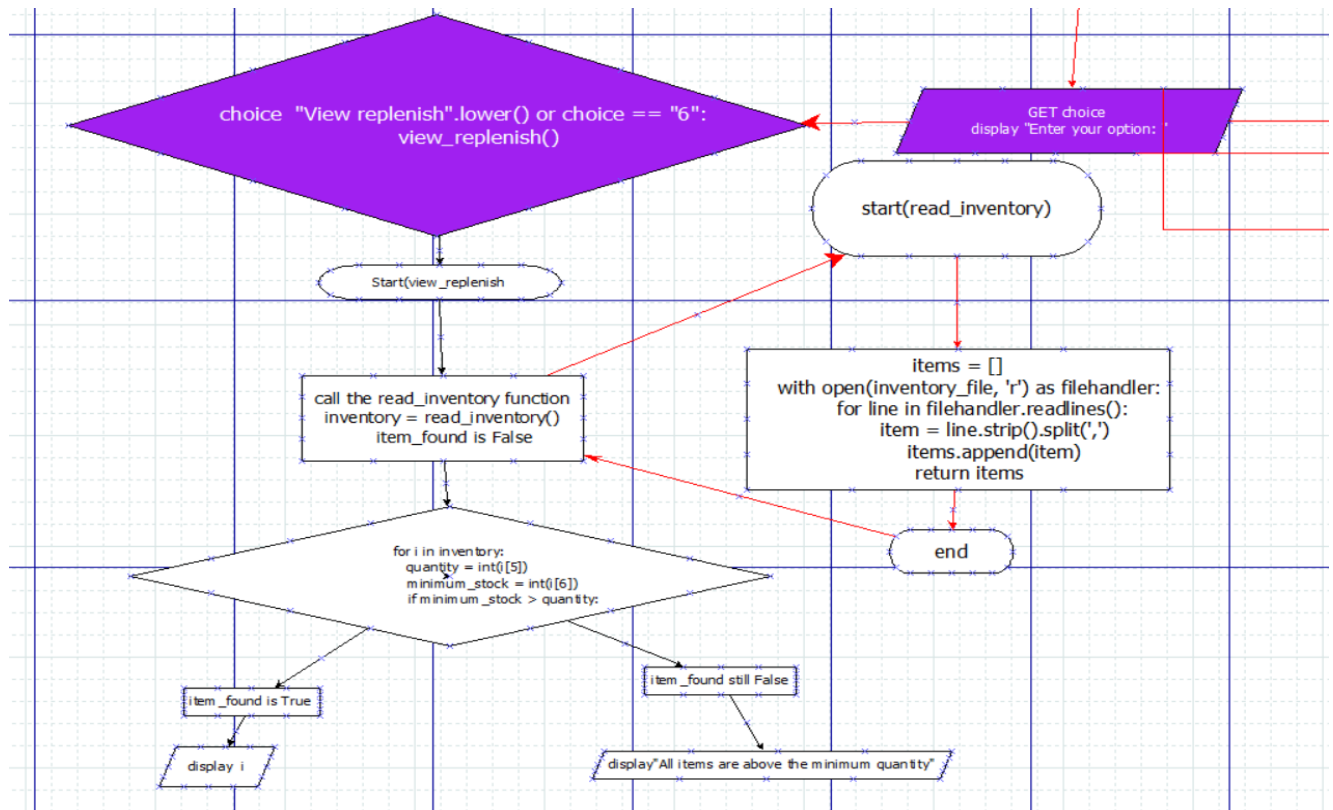 choice "View replenish".lower() or choice == "6":
view_replenish()
GET choice
display "Enter your option: "
start(read_inventory)
Start(view_replenish
call the read_inventory function
inventory = read_inventory()
item_found is False
items = []
with open(inventory_file, 'r') as filehandler:
for line in filehandler.readlines():
item = line.strip().split(',')
items.append(item)
return items
end
for i in inventory:
quantity = int(i[5])
minimum_stock = int(i[6])
if minimum_stock > quantity:
item_found is True
item_found still False
display i
display"All items are above the minimum quantity"